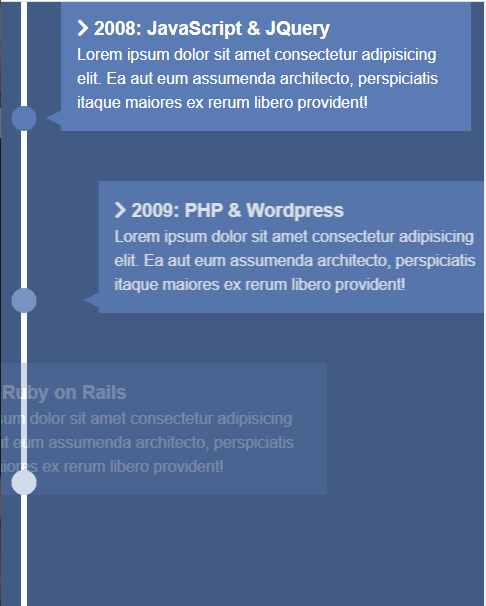 2008: JavaScript & JQuery
Lorem ipsum dolor sit amet consectetur adipisicing
elit. Ea aut eum assumenda architecto, perspiciatis
itaque maiores ex rerum libero provident!
2009: PHP & Wordpress
Lorem ipsum dolor sit amet consectetur adipisicing
elit. Ea aut eum assumenda architecto, perspiciatis
itaque maiores ex rerum libero provident!
Ruby on Rails
sum dolor sit amet consectetur adipisicing
ut eum assumenda architecto, perspiciatis
maiores ex rerum libero provident!